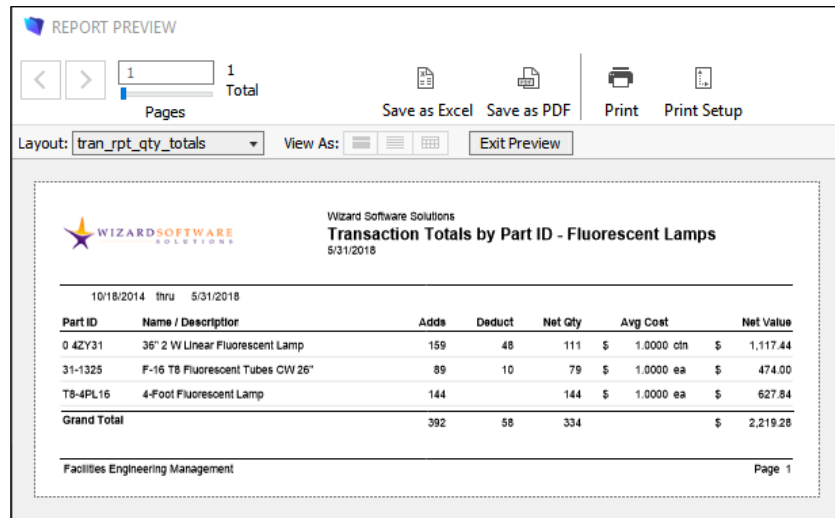 REPORT PREVIEW
1 1
Total
Pages Save as Excel Save as PDF Print Print Setup
Layout: tran_rpt_qty_totals View As: Exit Preview
Wizard Software Solutions
WIZARDSOFTWARE Transaction Totals by Part ID - Fluorescent Lamps
SOLUTIONS 5/31/2018
10/18/2014 thru 5/31/2018
Part ID Name / Description Adds Deduct Net Qty Avg Cost Net Value
0 4ZY31 36" 2 W Linear Fluorescent Lamp 159 48 111 $ 1.0000 ctn $ 1,117.44
31-1325 F-16 T8 Fluorescent Tubes CW 26" 89 10 79 $ 1.0000 ea $ 474.00
T8-4PL16 4-Foot Fluorescent Lamp 144 144 $ 1.0000 ea $ 627.84
Grand Total 392 58 334 $ 2,219.28
Facilities Engineering Management Page 1